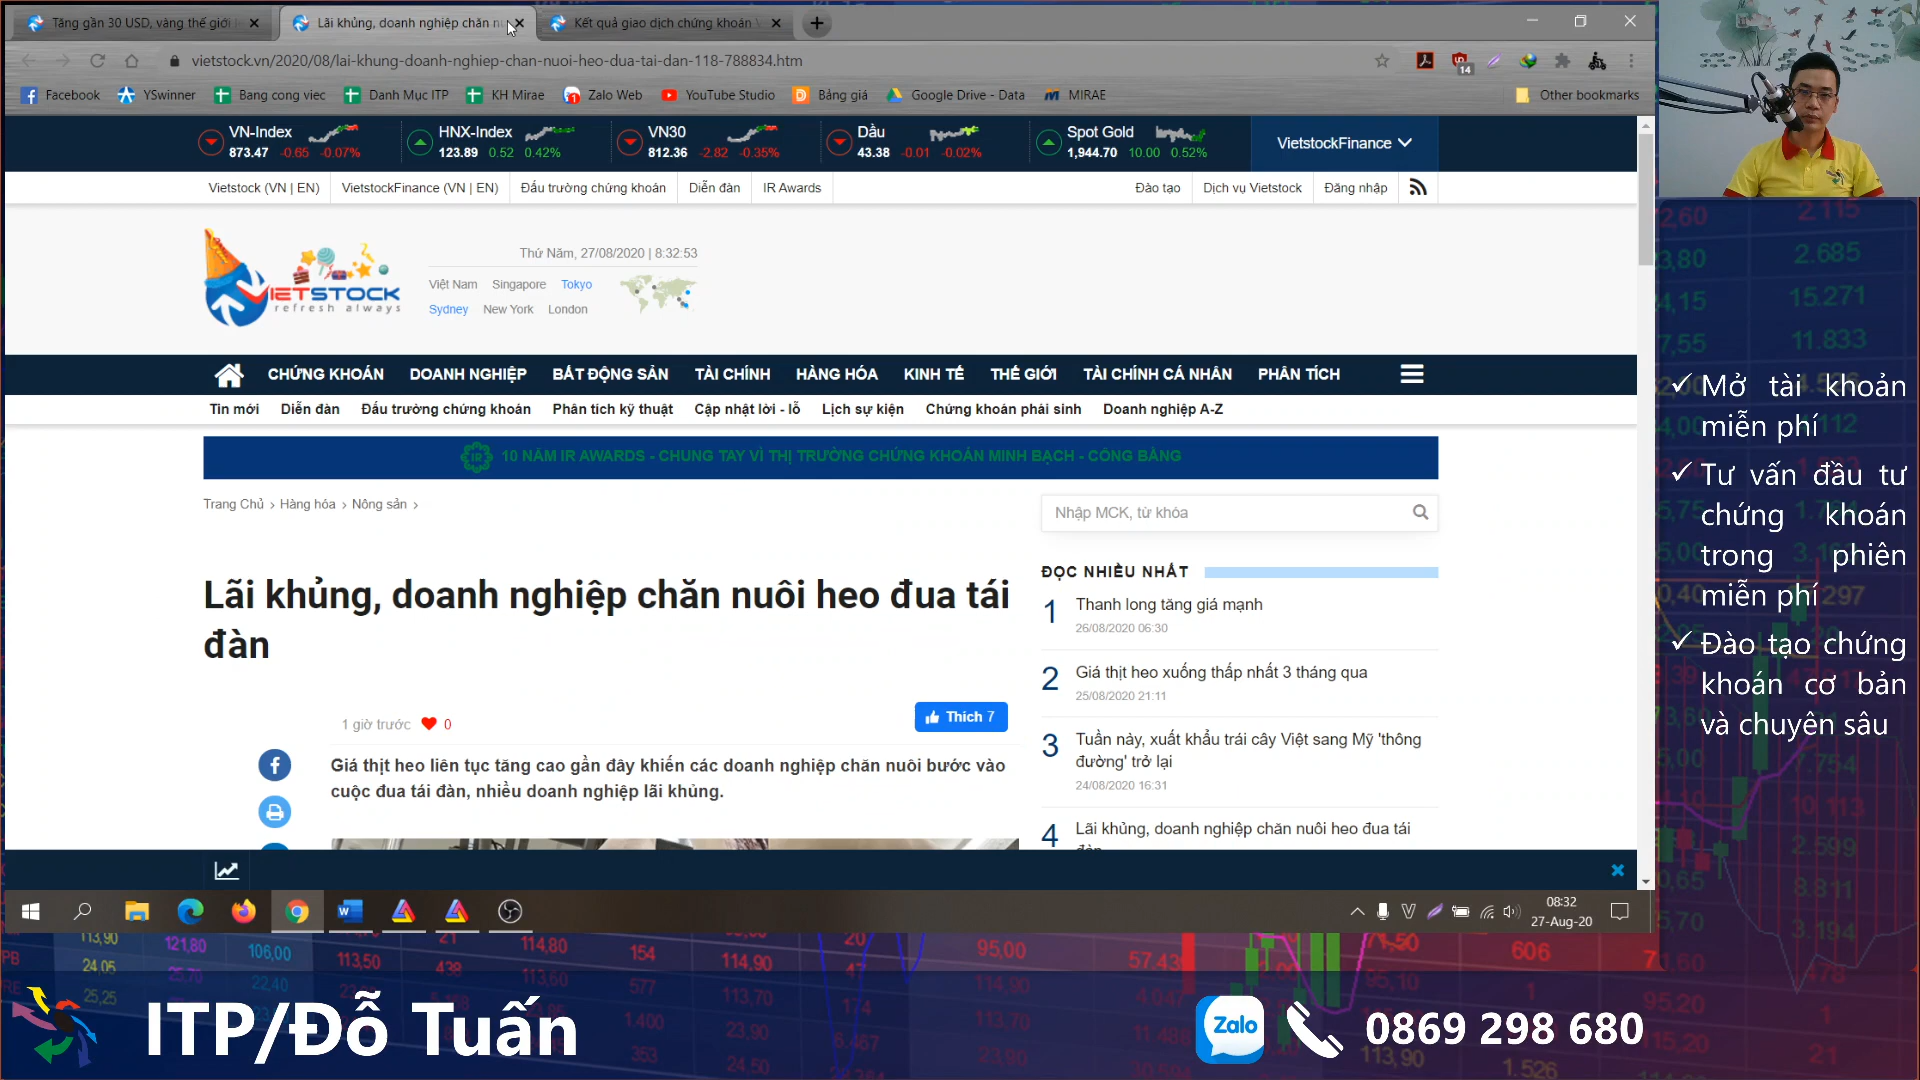 Tăng gần 30 USD, vàng thế giới
Lãi khủng, doanh nghiệp chăn nu
Kết quả giao dịch chứng khoán
vietstock.vn/2020/08/lai-khung-doanh-nghiep-chan-nuoi-heo-dua-tai-dan-118-788834.htm
14
Facebook
YSwinner
Bang cong viec
Danh Mục ITP
KH Mirae
Zalo Web
YouTube Studio
Bảng giá
Google Drive - Data
MIRAE
Other bookmarks
VN-Index
873.47 -0.65 -0.07%
HNX-Index
123.89 0.52 0.42%
VN30
812.36 -2.82 -0.35%
Dầu
43.38 -0.01 -0.02%
Spot Gold
1,944.70 10.00 0.52%
VietstockFinance
Vietstock (VN | EN)
VietstockFinance (VN | EN)
Đấu trường chứng khoán
Diễn đàn
IR Awards
Đào tạo
Dịch vụ Vietstock
Đăng nhập
VIETSTOCK
refresh always
Thứ Năm, 27/08/2020 | 8:32:53
Việt Nam Singapore Tokyo
Sydney New York London
CHỨNG KHOÁN DOANH NGHIỆP BẤT ĐỘNG SẢN TÀI CHÍNH HÀNG HÓA KINH TẾ THẾ GIỚI TÀI CHÍNH CÁ NHÂN PHÂN TÍCH
Tin mới Diễn đàn Đấu trường chứng khoán Phân tích kỹ thuật Cập nhật lời - lỗ Lịch sự kiện Chứng khoán phái sinh Doanh nghiệp A-Z
IR 10 NĂM IR AWARDS - CHUNG TAY VÌ THỊ TRƯỜNG CHỨNG KHOÁN MINH BẠCH - CÔNG BẰNG
Trang Chủ › Hàng hóa › Nông sản ›
Nhập MCK, từ khóa
Lãi khủng, doanh nghiệp chăn nuôi heo đua tái
đàn
1 giờ trước 0
Thích 7
Giá thịt heo liên tục tăng cao gần đây khiến các doanh nghiệp chăn nuôi bước vào
cuộc đua tái đàn, nhiều doanh nghiệp lãi khủng.
ĐỌC NHIỀU NHẤT
1 Thanh long tăng giá mạnh
26/08/2020 06:30
2 Giá thịt heo xuống thấp nhất 3 tháng qua
25/08/2020 21:11
3 Tuần này, xuất khẩu trái cây Việt sang Mỹ 'thông
đường' trở lại
24/08/2020 16:31
4 Lãi khủng, doanh nghiệp chăn nuôi heo đua tái
đàn
08:32
27-Aug-20
✓ Mở tài khoản
miễn phí
✓ Tư vấn đầu tư
chứng khoán
trong phiên
miễn phí
✓ Đào tạo chứng
khoán cơ bản
và chuyên sâu
ITP/Đỗ Tuấn
Zalo
0869 298 680